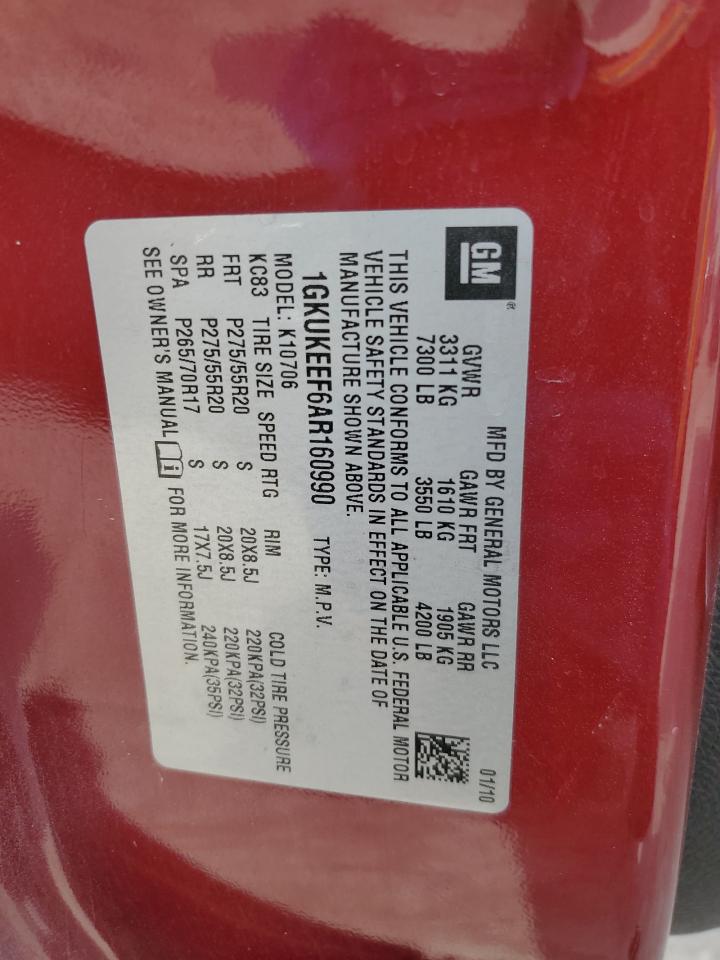 GM
MFD BY GENERAL MOTORS LLC 01/10
GVWR GAWR FRT GAWR RR
3311 KG 1610 KG 1905 KG
7300 LB 3550 LB 4200 LB
THIS VEHICLE CONFORMS TO ALL APPLICABLE U.S. FEDERAL MOTOR
VEHICLE SAFETY STANDARDS IN EFFECT ON THE DATE OF
MANUFACTURE SHOWN ABOVE.
1GKUKEEF6AR160990 TYPE: M.P.V.
MODEL: K10706
KC83 TIRE SIZE SPEED RTG RIM COLD TIRE PRESSURE
FRT P275/55R20 S 20X8.5J 220KPA(32PSI)
RR P275/55R20 S 20X8.5J 220KPA(32PSI)
SPA P265/70R17 S 17X7.5J 240KPA(35PSI)
SEE OWNER'S MANUAL i FOR MORE INFORMATION.